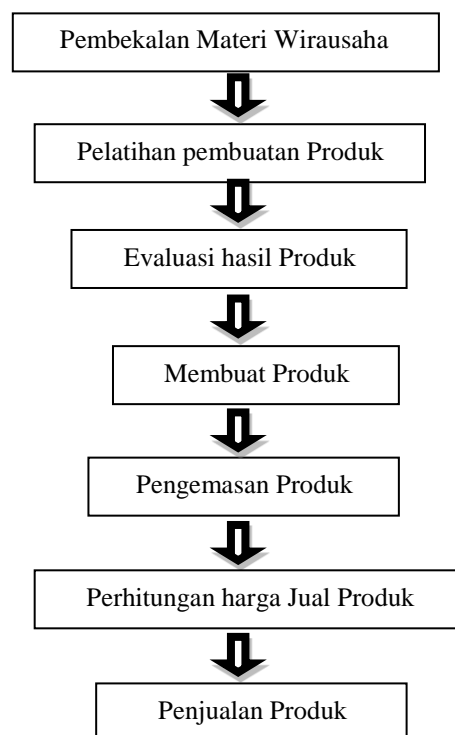 Pembekalan Materi Wirausaha
Pelatihan pembuatan Produk
Evaluasi hasil Produk
Membuat Produk
Pengemasan Produk
Perhitungan harga Jual Produk
Penjualan Produk